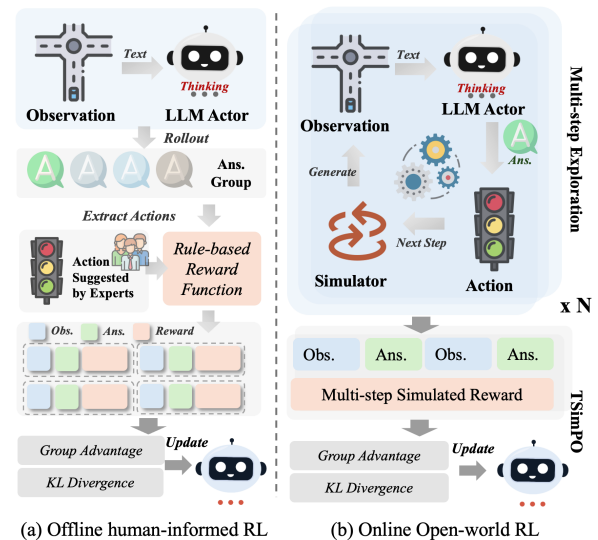 Text
Observation
Thinking
LLM Actor
Rollout
A A A A
Ans.
Group
Extract Actions
Action
Suggested
by Experts
Rule-based
Reward
Function
Obs. Ans. Reward
Group Advantage
KL Divergence
Update
(a) Offline human-informed RL
Text
Observation
Thinking
LLM Actor
A
Ans.
Generate
Simulator
Next Step
Action
Multi-step Exploration
x N
Obs. Ans. Obs. Ans.
Multi-step Simulated Reward
TSimPO
Group Advantage
KL Divergence
Update
(b) Online Open-world RL